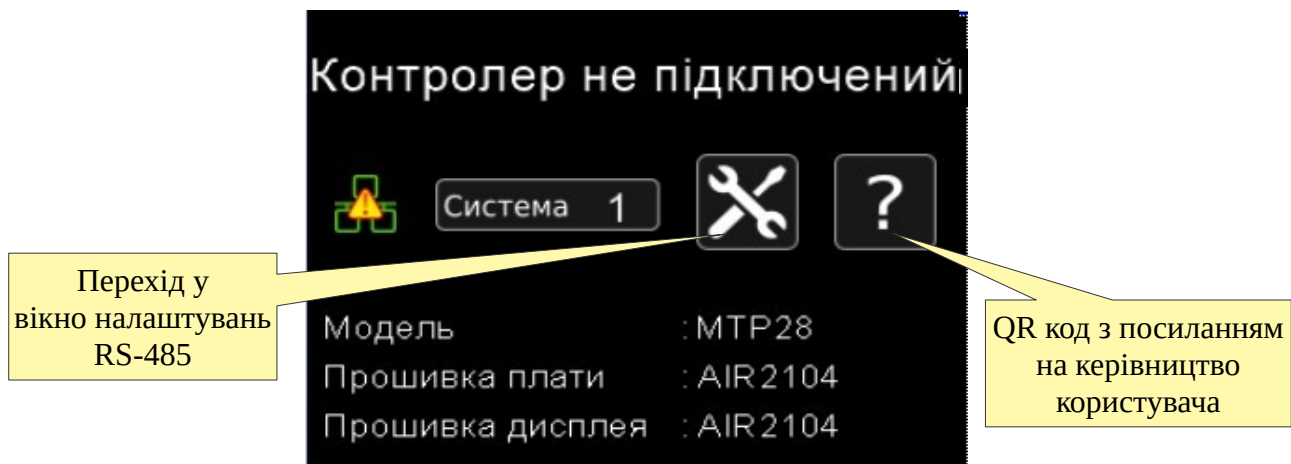 Контролер не підключений
Система 1
?
Перехід у
вікно налаштувань
RS-485
QR код з посиланням
на керівництво
користувача
Модель : MTP28
Прошивка плати : AIR2104
Прошивка дисплея : AIR2104